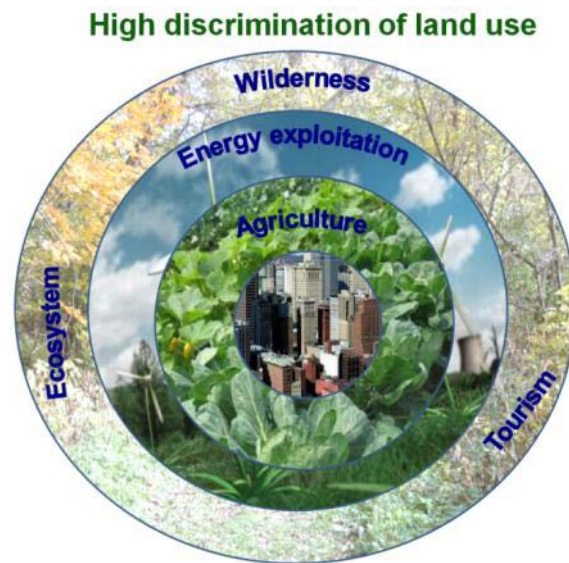 High discrimination of land use
Wilderness
Energy exploitation
Agriculture
Ecosystem
Tourism